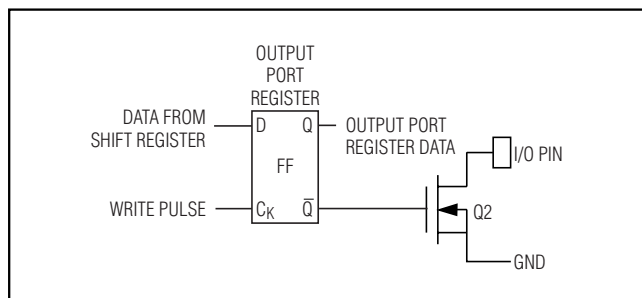 OUTPUT
PORT
REGISTER
DATA FROM
SHIFT REGISTER
D
Q
OUTPUT PORT
REGISTER DATA
FF
I/O PIN
WRITE PULSE
CK
Q̅
Q2
GND